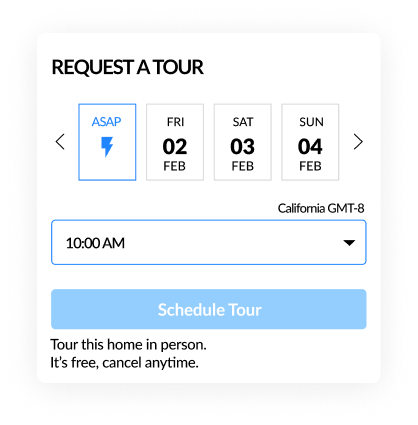 REQUEST A TOUR
ASAP
FRI
02
FEB
SAT
03
FEB
SUN
04
FEB
California GMT-8
10:00 AM
Schedule Tour
Tour this home in person.
It's free, cancel anytime.